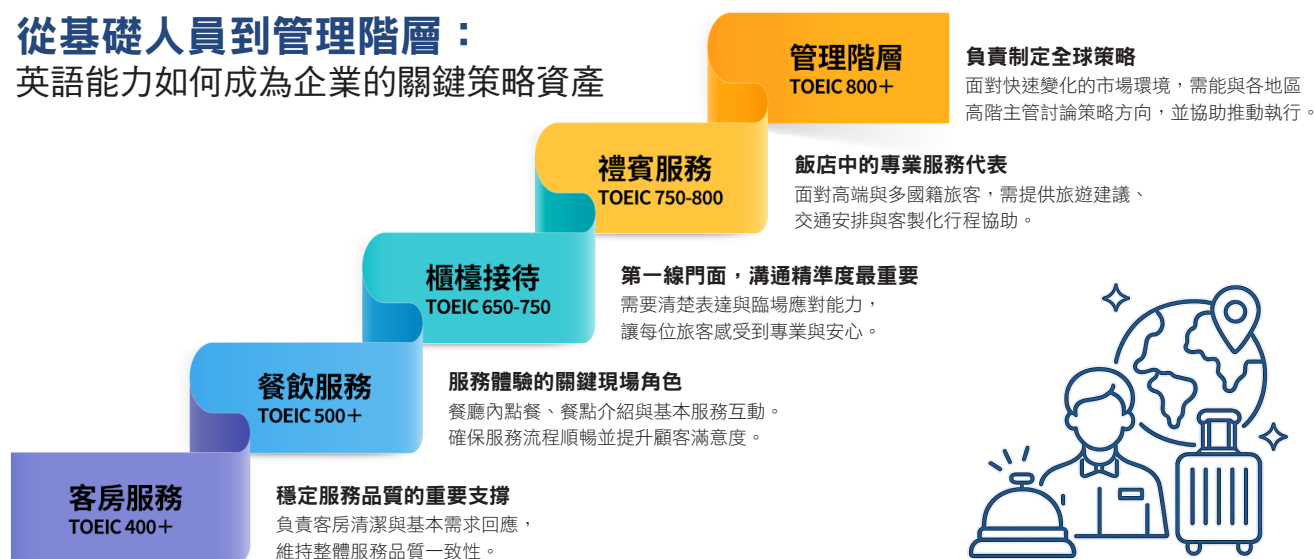 從基礎人員到管理階層：
英語能力如何成為企業的關鍵策略資產
管理階層
TOEIC 800＋
負責制定全球策略
面對快速變化的市場環境，需能與各地區
高階主管討論策略方向，並協助推動執行。
禮賓服務
TOEIC 750-800
飯店中的專業服務代表
面對高端與多國籍旅客，需提供旅遊建議、
交通安排與客製化行程協助。
櫃檯接待
TOEIC 650-750
第一線門面，溝通精準度最重要
需要清楚表達與臨場應對能力，
讓每位旅客感受到專業與安心。
餐飲服務
TOEIC 500＋
服務體驗的關鍵現場角色
餐廳內點餐、餐點介紹與基本服務互動。
確保服務流程順暢並提升顧客滿意度。
客房服務
TOEIC 400＋
穩定服務品質的重要支撐
負責客房清潔與基本需求回應，
維持整體服務品質一致性。